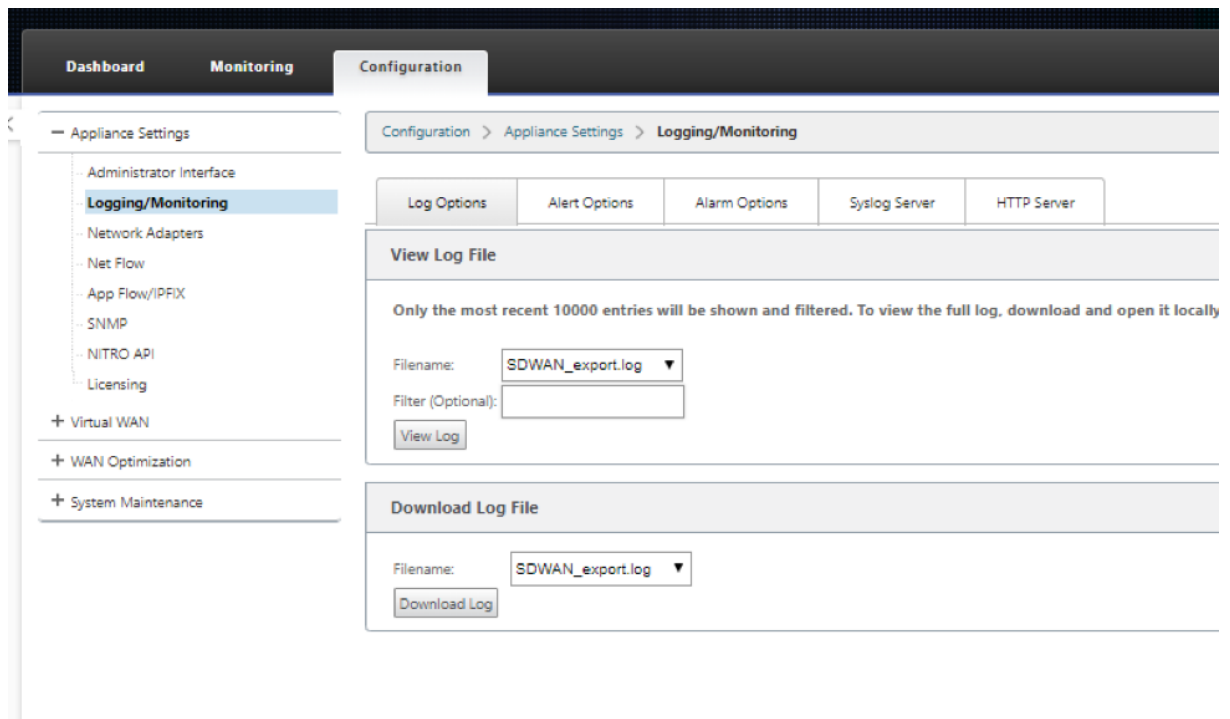 Dashboard Monitoring Configuration
− Appliance Settings
Administrator Interface
Logging/Monitoring
Network Adapters
Net Flow
App Flow/IPFIX
SNMP
NITRO API
Licensing
+ Virtual WAN
+ WAN Optimization
+ System Maintenance
Configuration > Appliance Settings > Logging/Monitoring
Log Options Alert Options Alarm Options Syslog Server HTTP Server
View Log File
Only the most recent 10000 entries will be shown and filtered. To view the full log, download and open it locally
Filename: SDWAN_export.log
Filter (Optional):
View Log
Download Log File
Filename: SDWAN_export.log
Download Log